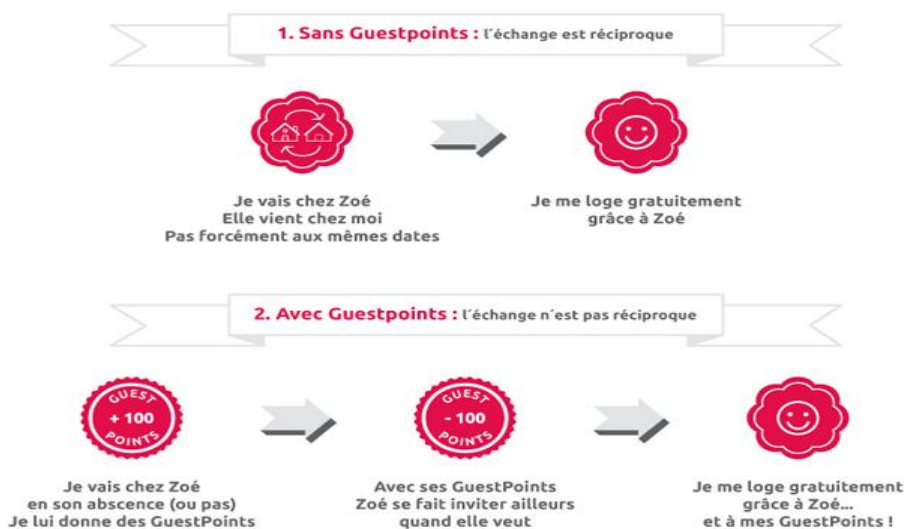 1. Sans Guestpoints : l´échange est réciproque
Je vais chez Zoé
Elle vient chez moi
Pas forcément aux mêmes dates
Je me loge gratuitement
grâce à Zoé
2. Avec Guestpoints : l´échange n´est pas réciproque
GUEST
+ 100
POINTS
Je vais chez Zoé
en son abscence (ou pas)
Je lui donne des GuestPoints
GUEST
- 100
POINTS
Avec ses GuestPoints
Zoé se fait inviter ailleurs
quand elle veut
Je me loge gratuitement
grâce à Zoé...
et à mes GuestPoints !